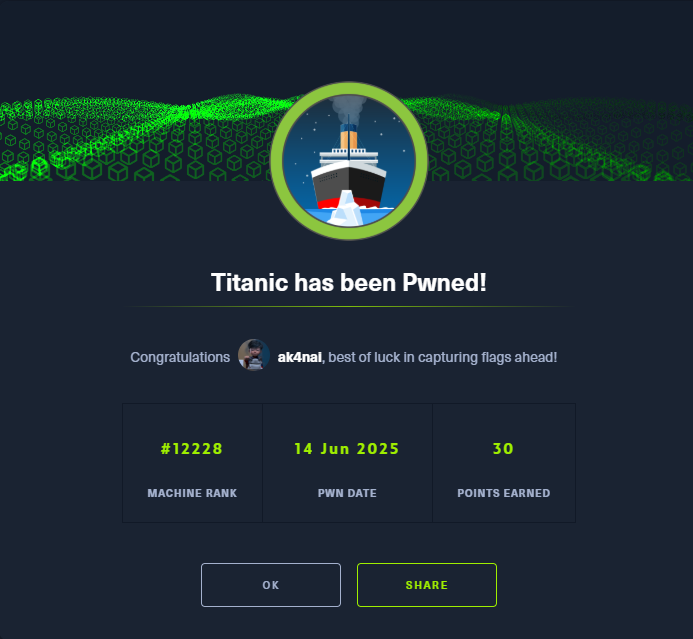 Titanic has been Pwned!
Congratulations ak4nal, best of luck in capturing flags ahead!
#12228 14 Jun 2025 30
MACHINE RANK PWN DATE POINTS EARNED
OK SHARE